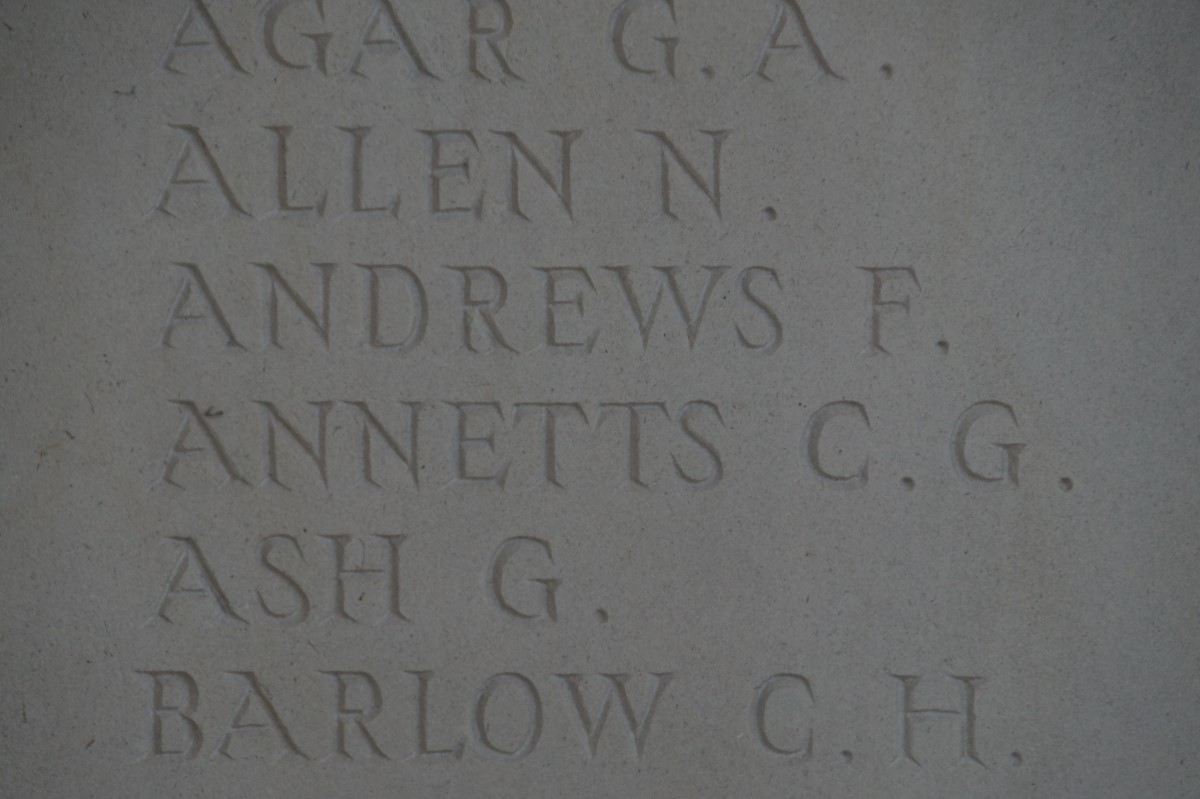 AGAR G.A.
ALLEN N.
ANDREWS F.
ANNETTS C.G.
ASH G.
BARLOW C.H.